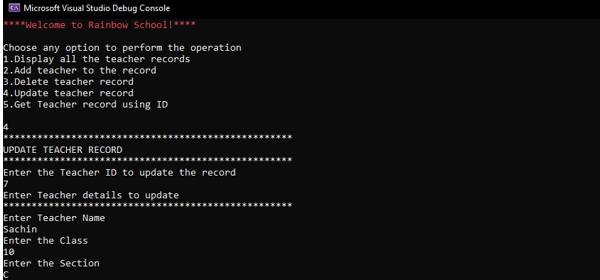 Microsoft Visual Studio Debug Console
****Welcome to Rainbow School!****
Choose any option to perform the operation
1.Display all the teacher records
2.Add teacher to the record
3.Delete teacher record
4.Update teacher record
5.Get Teacher record using ID
4
***************************************************
UPDATE TEACHER RECORD
***************************************************
Enter the Teacher ID to update the record
7
Enter Teacher details to update
***************************************************
Enter Teacher Name
Sachin
Enter the Class
10
Enter the Section
C